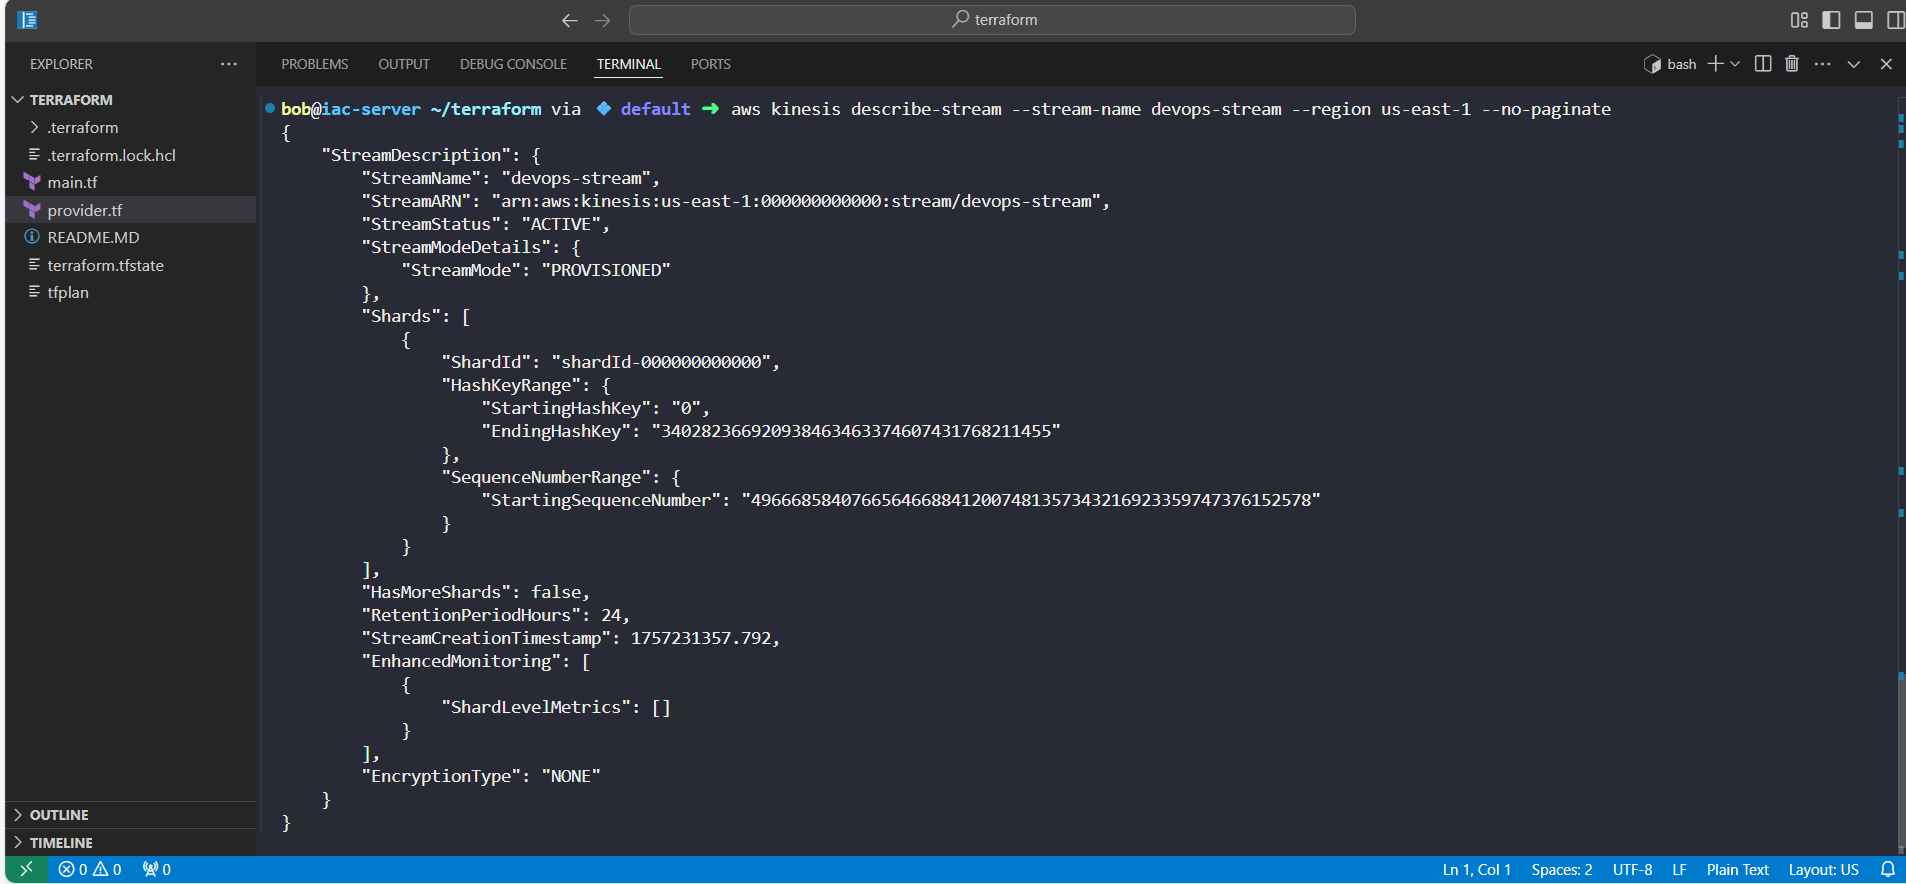 terraform
EXPLORER
PROBLEMS OUTPUT DEBUG CONSOLE TERMINAL PORTS
bash
TERRAFORM
.terraform
.terraform.lock.hcl
main.tf
provider.tf
README.MD
terraform.tfstate
tfplan
OUTLINE
TIMELINE
bob@iac-server ~/terraform via default ➜ aws kinesis describe-stream --stream-name devops-stream --region us-east-1 --no-paginate
{
"StreamDescription": {
"StreamName": "devops-stream",
"StreamARN": "arn:aws:kinesis:us-east-1:000000000000:stream/devops-stream",
"StreamStatus": "ACTIVE",
"StreamModeDetails": {
"StreamMode": "PROVISIONED"
},
"Shards": [
{
"ShardId": "shardId-000000000000",
"HashKeyRange": {
"StartingHashKey": "0",
"EndingHashKey": "340282366920938463463374607431768211455"
},
"SequenceNumberRange": {
"StartingSequenceNumber": "49666858407665646688412007481357343216923359747376152578"
}
}
],
"HasMoreShards": false,
"RetentionPeriodHours": 24,
"StreamCreationTimestamp": 1757231357.792,
"EnhancedMonitoring": [
{
"ShardLevelMetrics": []
}
],
"EncryptionType": "NONE"
}
}
0 0 0
Ln 1, Col 1 Spaces: 2 UTF-8 LF Plain Text Layout: US